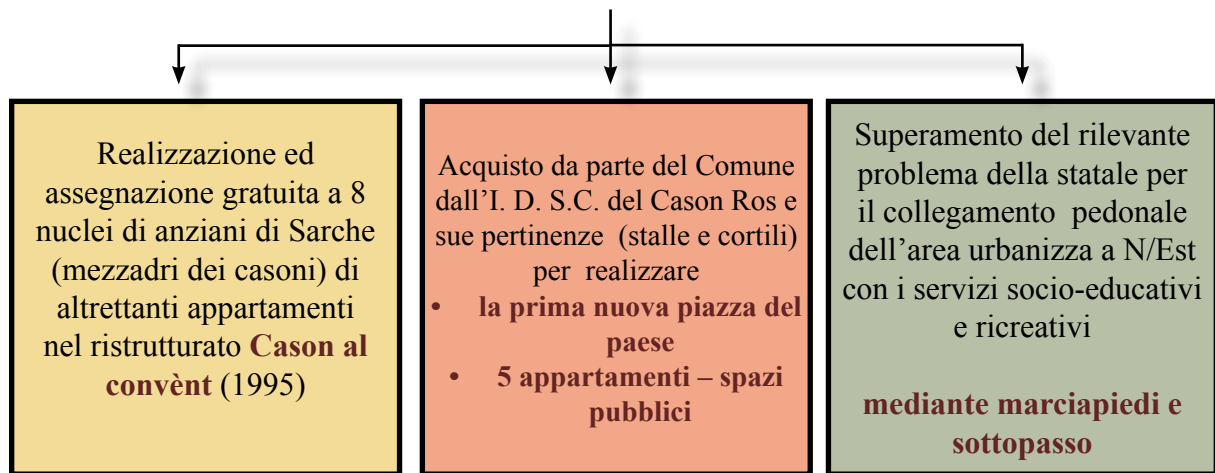 Realizzazione ed
assegnazione gratuita a 8
nuclei di anziani di Sarche
(mezzadri dei casoni) di
altrettanti appartamenti
nel ristrutturato Cason al
convènt (1995)
Acquisto da parte del Comune
dall'I. D. S.C. del Cason Ros e
sue pertinenze (stalle e cortili)
per realizzare
• la prima nuova piazza del
paese
• 5 appartamenti – spazi
pubblici
Superamento del rilevante
problema della statale per
il collegamento pedonale
dell'area urbanizza a N/Est
con i servizi socio-educativi
e ricreativi
mediante marciapiedi e
sottopasso